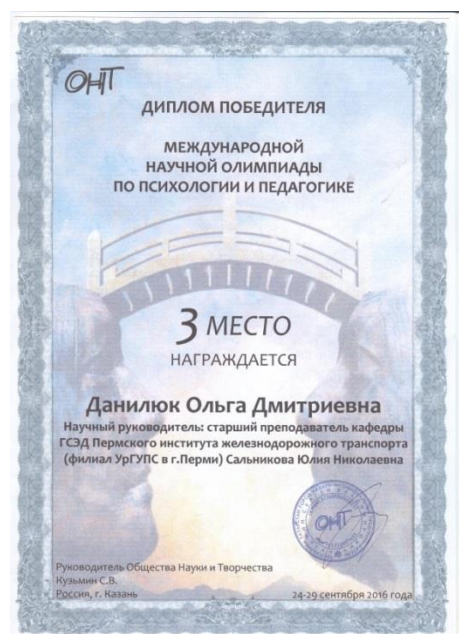 ОНТ
ДИПЛОМ ПОБЕДИТЕЛЯ
МЕЖДУНАРОДНОЙ
НАУЧНОЙ ОЛИМПИАДЫ
ПО ПСИХОЛОГИИ И ПЕДАГОГИКЕ
3 МЕСТО
НАГРАЖДАЕТСЯ
Данилюк Ольга Дмитриевна
Научный руководитель: старший преподаватель кафедры
ГСЭД Пермского института железнодорожного транспорта
(филиал УрГУПС в г.Перми) Сальникова Юлия Николаевна
ОНТ
Руководитель Общества Науки и Творчества
Кузьмин С.В.
Россия, г. Казань
24-29 сентября 2016 года